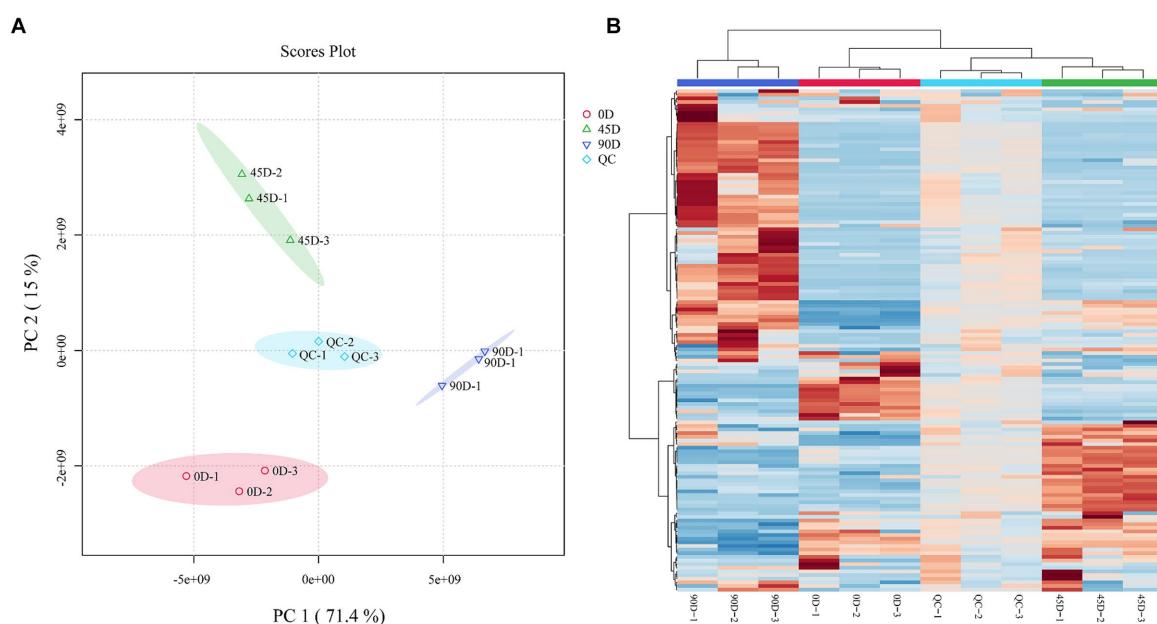 A
B
Scores Plot
0D
45D
90D
QC
4e+09
2e+09
0e+00
-2e+09
PC 2 ( 15 %)
45D-2
45D-1
45D-3
QC-2
QC-1
QC-3
90D-1
90D-1
90D-1
0D-1
0D-3
0D-2
-5e+09
0e+00
5e+09
PC 1 ( 71.4 %)
90D-1
90D-2
90D-3
0D-1
0D-2
0D-3
QC-1
QC-2
QC-3
45D-1
45D-2
45D-3